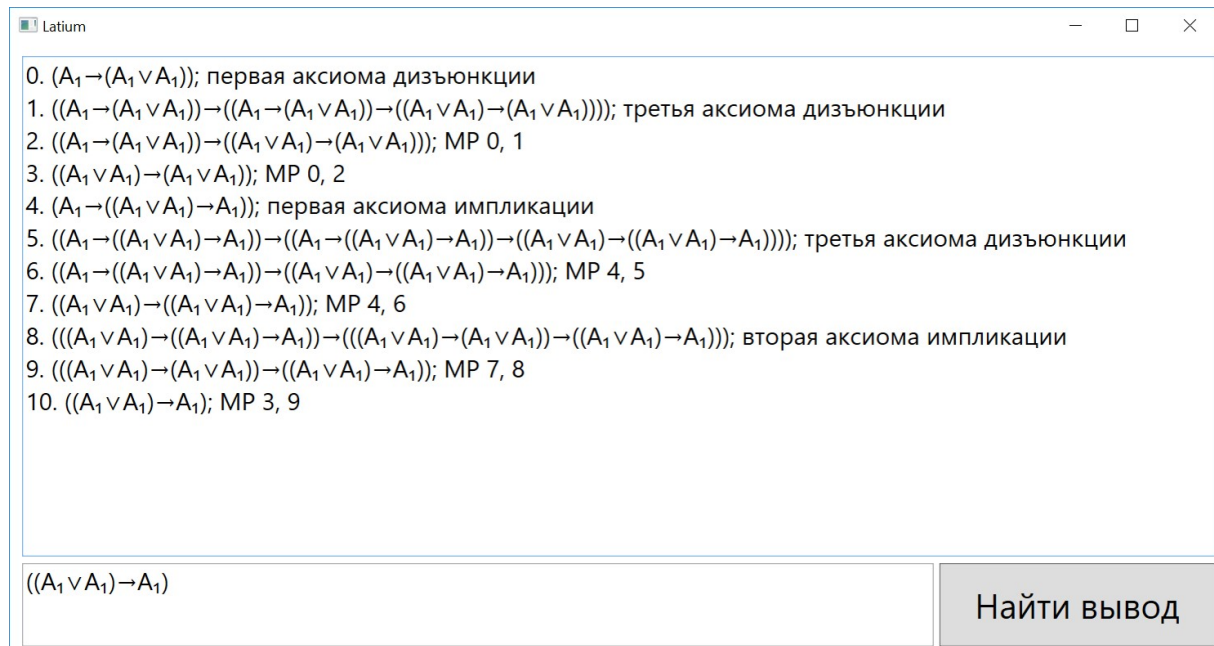 Latium
0. (A₁→(A₁∨A₁)); первая аксиома дизъюнкции
1. ((A₁→(A₁∨A₁))→((A₁→(A₁∨A₁))→((A₁∨A₁)→(A₁∨A₁)))); третья аксиома дизъюнкции
2. ((A₁→(A₁∨A₁))→((A₁∨A₁)→(A₁∨A₁))); MP 0, 1
3. ((A₁∨A₁)→(A₁∨A₁)); MP 0, 2
4. (A₁→((A₁∨A₁)→A₁)); первая аксиома импликации
5. ((A₁→((A₁∨A₁)→A₁))→((A₁→((A₁∨A₁)→A₁))→((A₁∨A₁)→((A₁∨A₁)→A₁)))); третья аксиома дизъюнкции
6. ((A₁→((A₁∨A₁)→A₁))→((A₁∨A₁)→((A₁∨A₁)→A₁))); MP 4, 5
7. ((A₁∨A₁)→((A₁∨A₁)→A₁)); MP 4, 6
8. (((A₁∨A₁)→((A₁∨A₁)→A₁))→(((A₁∨A₁)→(A₁∨A₁))→((A₁∨A₁)→A₁))); вторая аксиома импликации
9. (((A₁∨A₁)→(A₁∨A₁))→((A₁∨A₁)→A₁)); MP 7, 8
10. ((A₁∨A₁)→A₁); MP 3, 9
((A₁∨A₁)→A₁)
Найти вывод